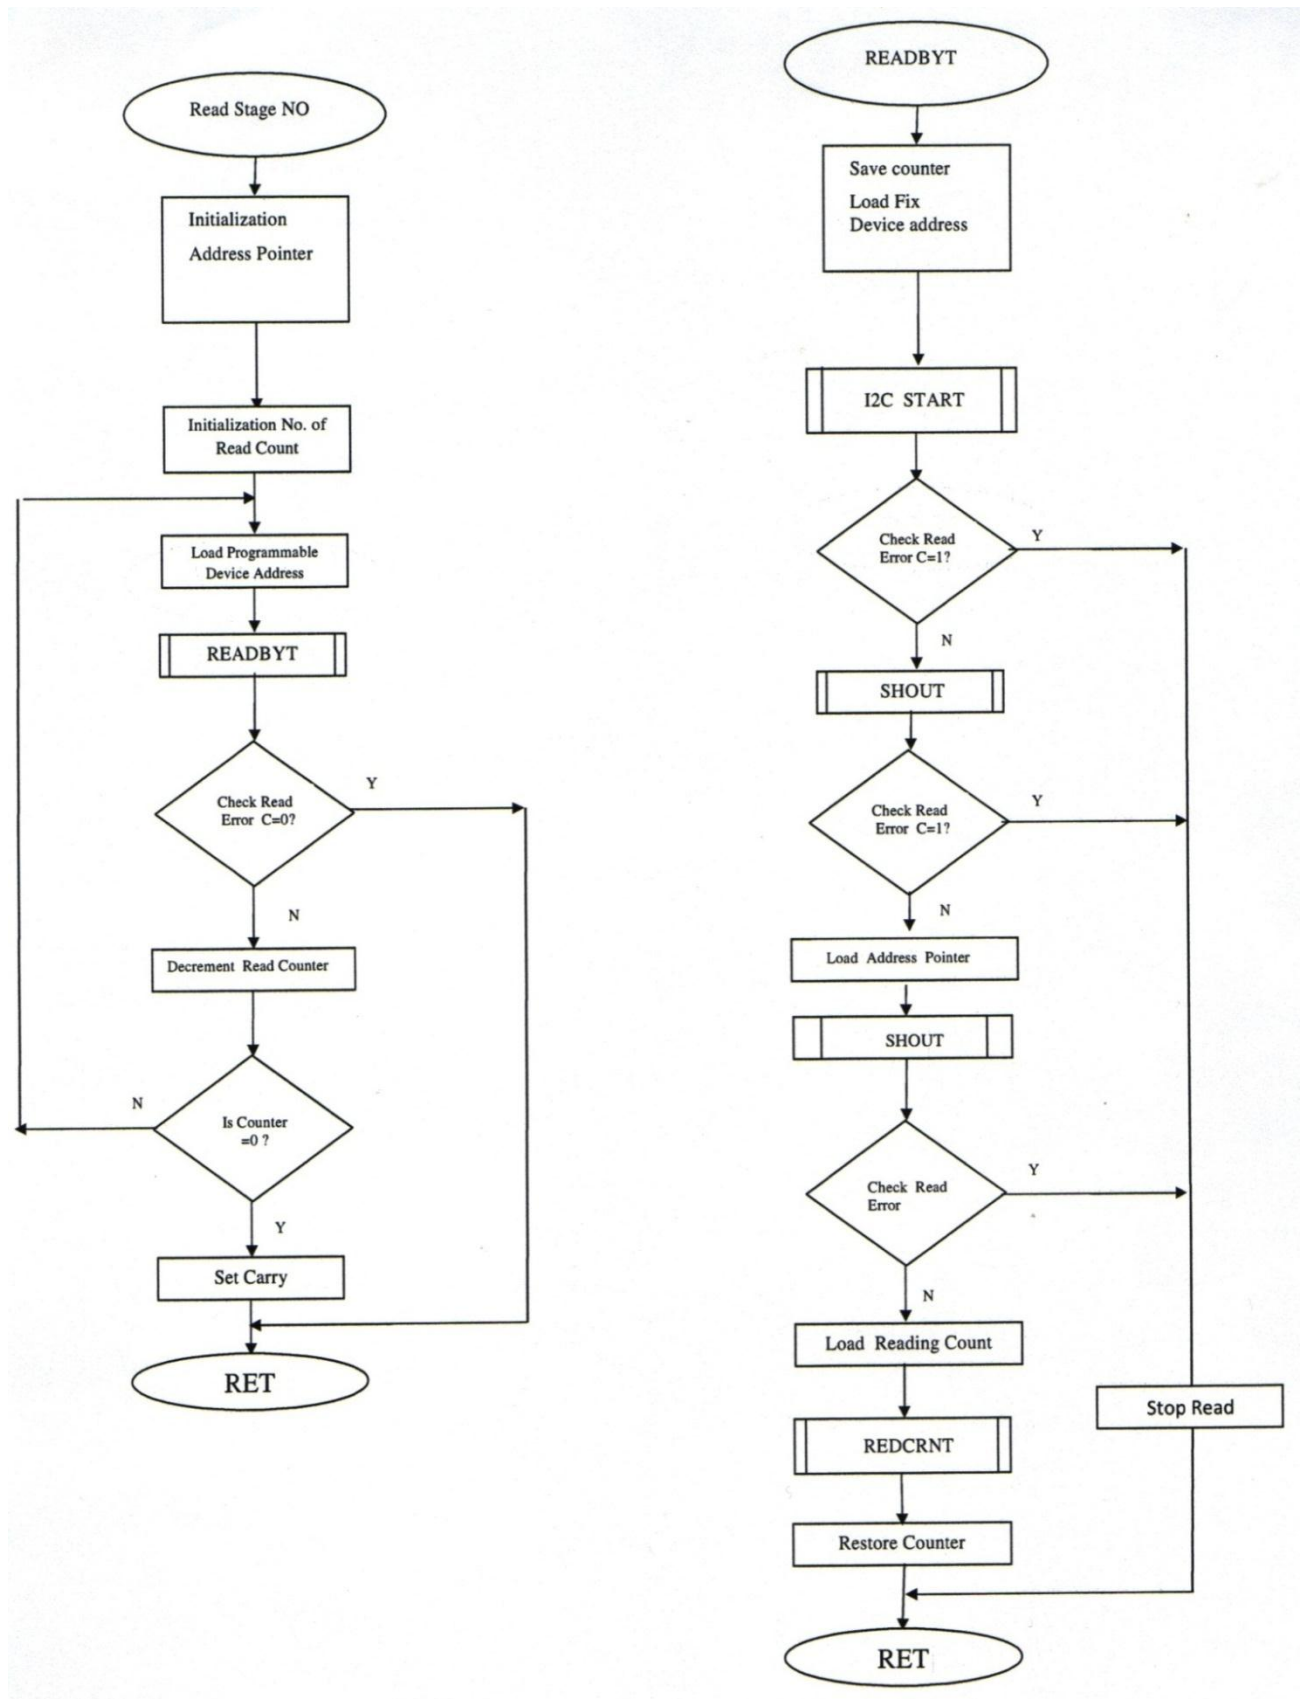 Read Stage NO
Initialization
Address Pointer
Initialization No. of
Read Count
Load Programmable
Device Address
READBYT
Check Read
Error C=0?
Y
N
Decrement Read Counter
Is Counter
=0 ?
N
Y
Set Carry
RET
READBYT
Save counter
Load Fix
Device address
I2C START
Check Read
Error C=1?
Y
N
SHOUT
Check Read
Error C=1?
Y
N
Load Address Pointer
SHOUT
Check Read
Error
Y
N
Load Reading Count
REDCRNT
Restore Counter
Stop Read
RET